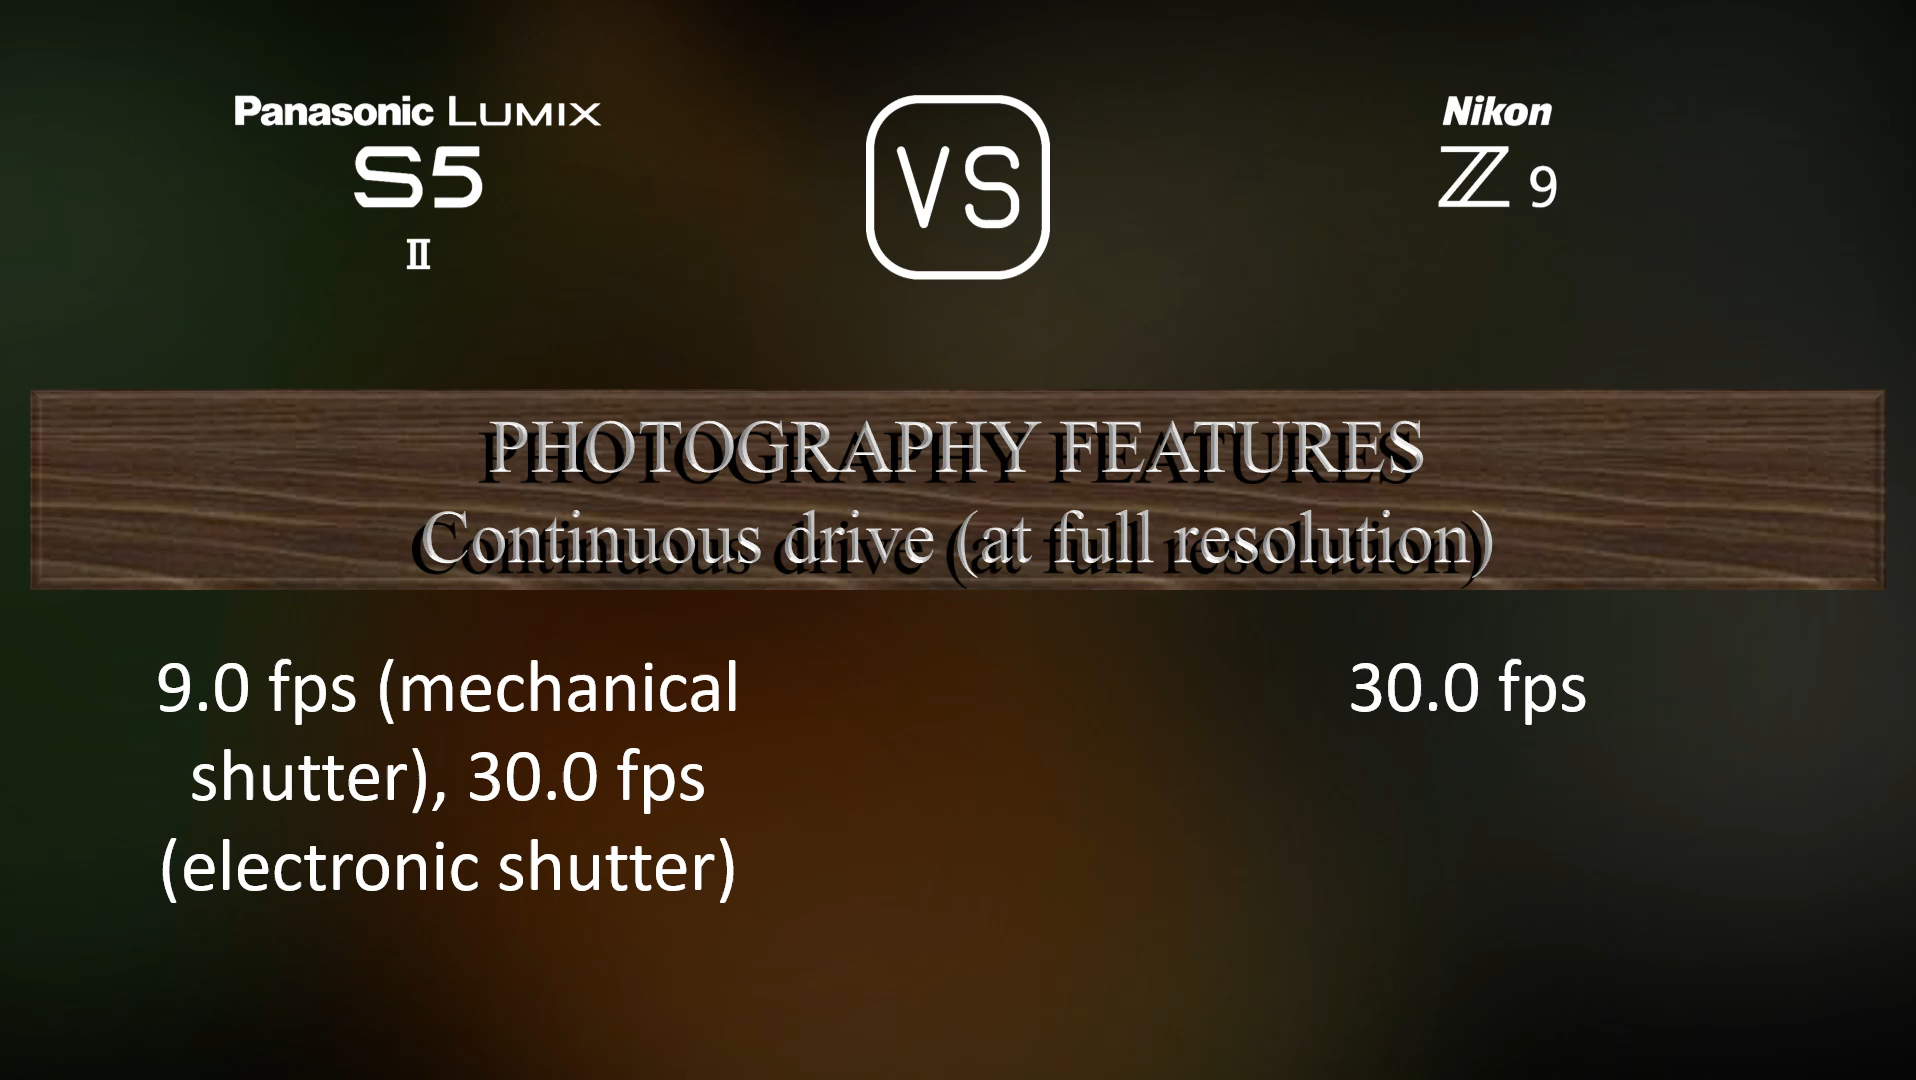 Panasonic LUMIX
S5
II
VS
Nikon
Z 9
PHOTOGRAPHY FEATURES
Continuous drive (at full resolution)
9.0 fps (mechanical
shutter), 30.0 fps
(electronic shutter)
30.0 fps